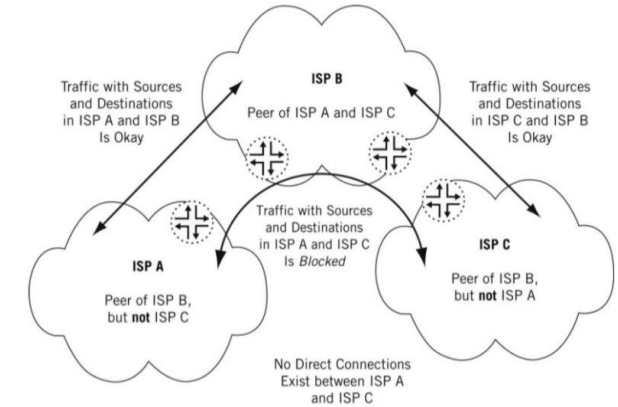 ISP B
Peer of ISP A and ISP C
Traffic with Sources
and Destinations
in ISP A and ISP B
Is Okay
Traffic with Sources
and Destinations
in ISP C and ISP B
Is Okay
Traffic with Sources
and Destinations
in ISP A and ISP C
Is Blocked
ISP A
Peer of ISP B,
but not ISP C
ISP C
Peer of ISP B,
but not ISP A
No Direct Connections
Exist between ISP A
and ISP C